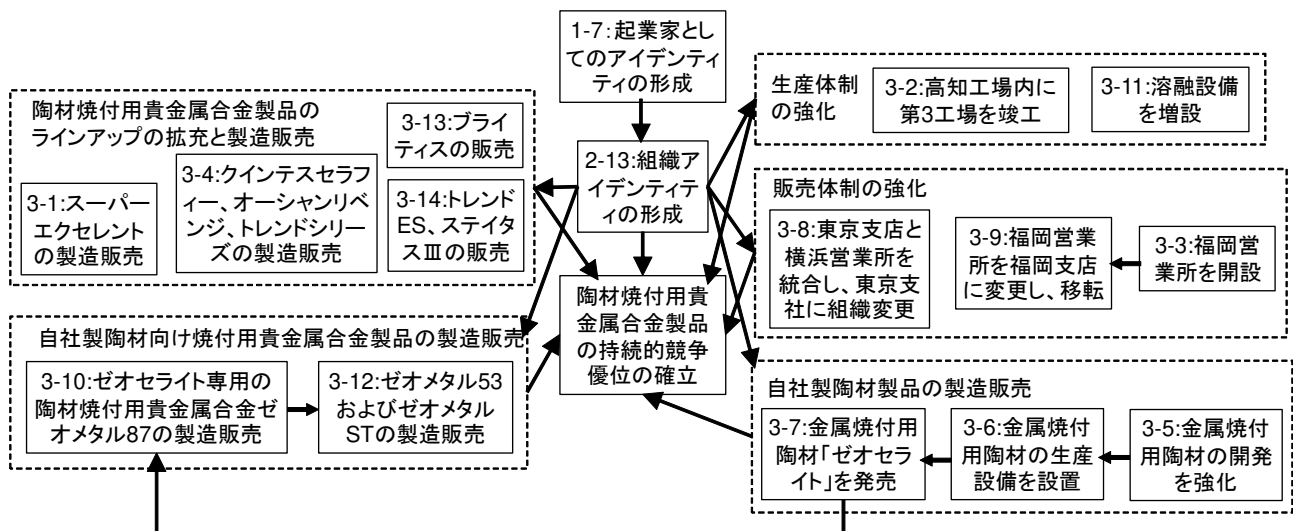 1-7：起業家とし
てのアイデンティ
ティの形成
陶材焼付用貴金属合金製品の
ラインアップの拡充と製造販売
3-13:ブライ
ティスの販売
3-4:クインテスセラフ
ィー、オーシャンリベ
ンジ、トレンドシリー
ズの製造販売
3-1:スーパー
エクセレント
の製造販売
3-14:トレンド
ES、ステイタ
スⅢの販売
2-13:組織ア
イデンティテ
ィの形成
生産体制
の強化
3-2:高知工場内に
第3工場を竣工
3-11:溶融設備
を増設
販売体制の強化
3-8:東京支店と
横浜営業所を
統合し、東京支
社に組織変更
3-9:福岡営業
所を福岡支店
に変更し、移転
3-3:福岡営
業所を開設
陶材焼付用貴
金属合金製品
の持続的競争
優位の確立
自社製陶材向け焼付用貴金属合金製品の製造販売
3-10:ゼオセライト専用の
陶材焼付用貴金属合金ゼ
オメタル87の製造販売
3-12:ゼオメタル53
およびゼオメタル
STの製造販売
自社製陶材製品の製造販売
3-7:金属焼付用
陶材「ゼオセラ
イト」を発売
3-6:金属焼付
用陶材の生産
設備を設置
3-5:金属焼付
用陶材の開発
を強化